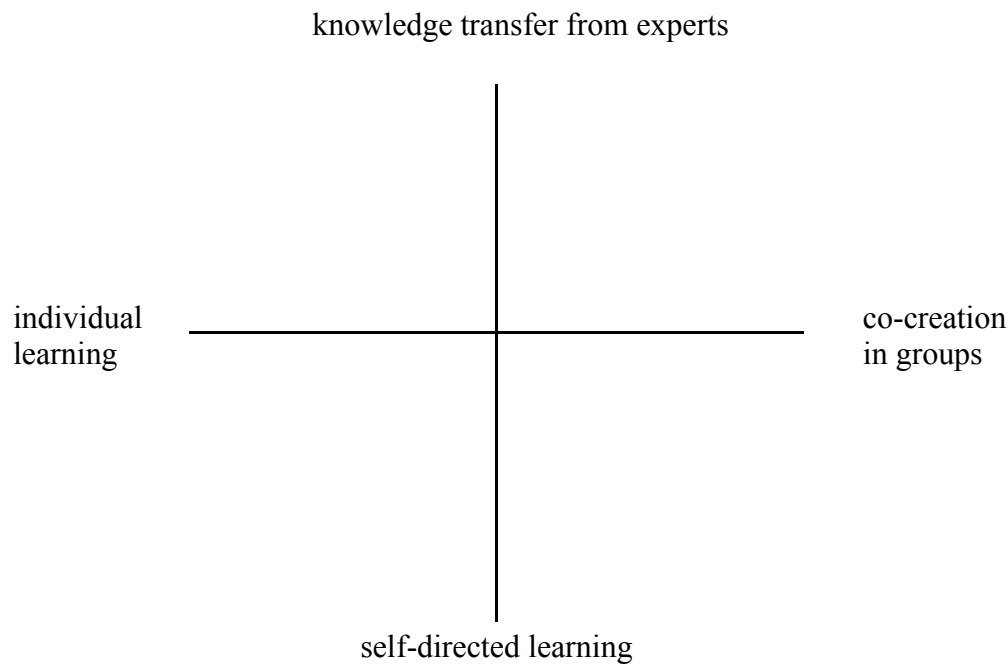 knowledge transfer from experts
individual
learning
co-creation
in groups
self-directed learning